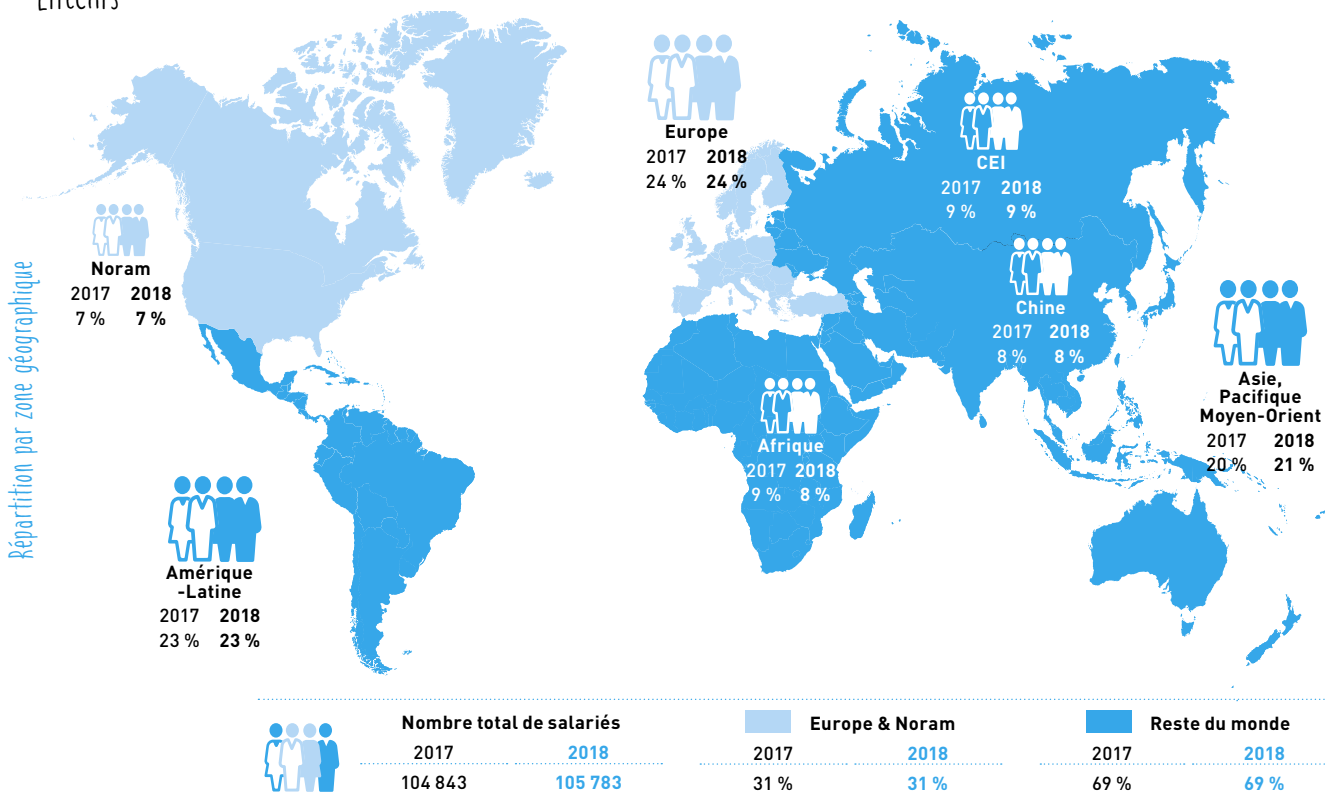 Effectifs
Répartition par zone géographique
Noram
2017 2018
7 % 7 %
Amérique
-Latine
2017 2018
23 % 23 %
Europe
2017 2018
24 % 24 %
CEI
2017 2018
9 % 9 %
Chine
2017 2018
8 % 8 %
Afrique
2017 2018
9 % 8 %
Asie,
Pacifique
Moyen-Orient
2017 2018
20 % 21 %
Nombre total de salariés
2017 2018
104 843 105 783
Europe & Noram
2017 2018
31 % 31 %
Reste du monde
2017 2018
69 % 69 %